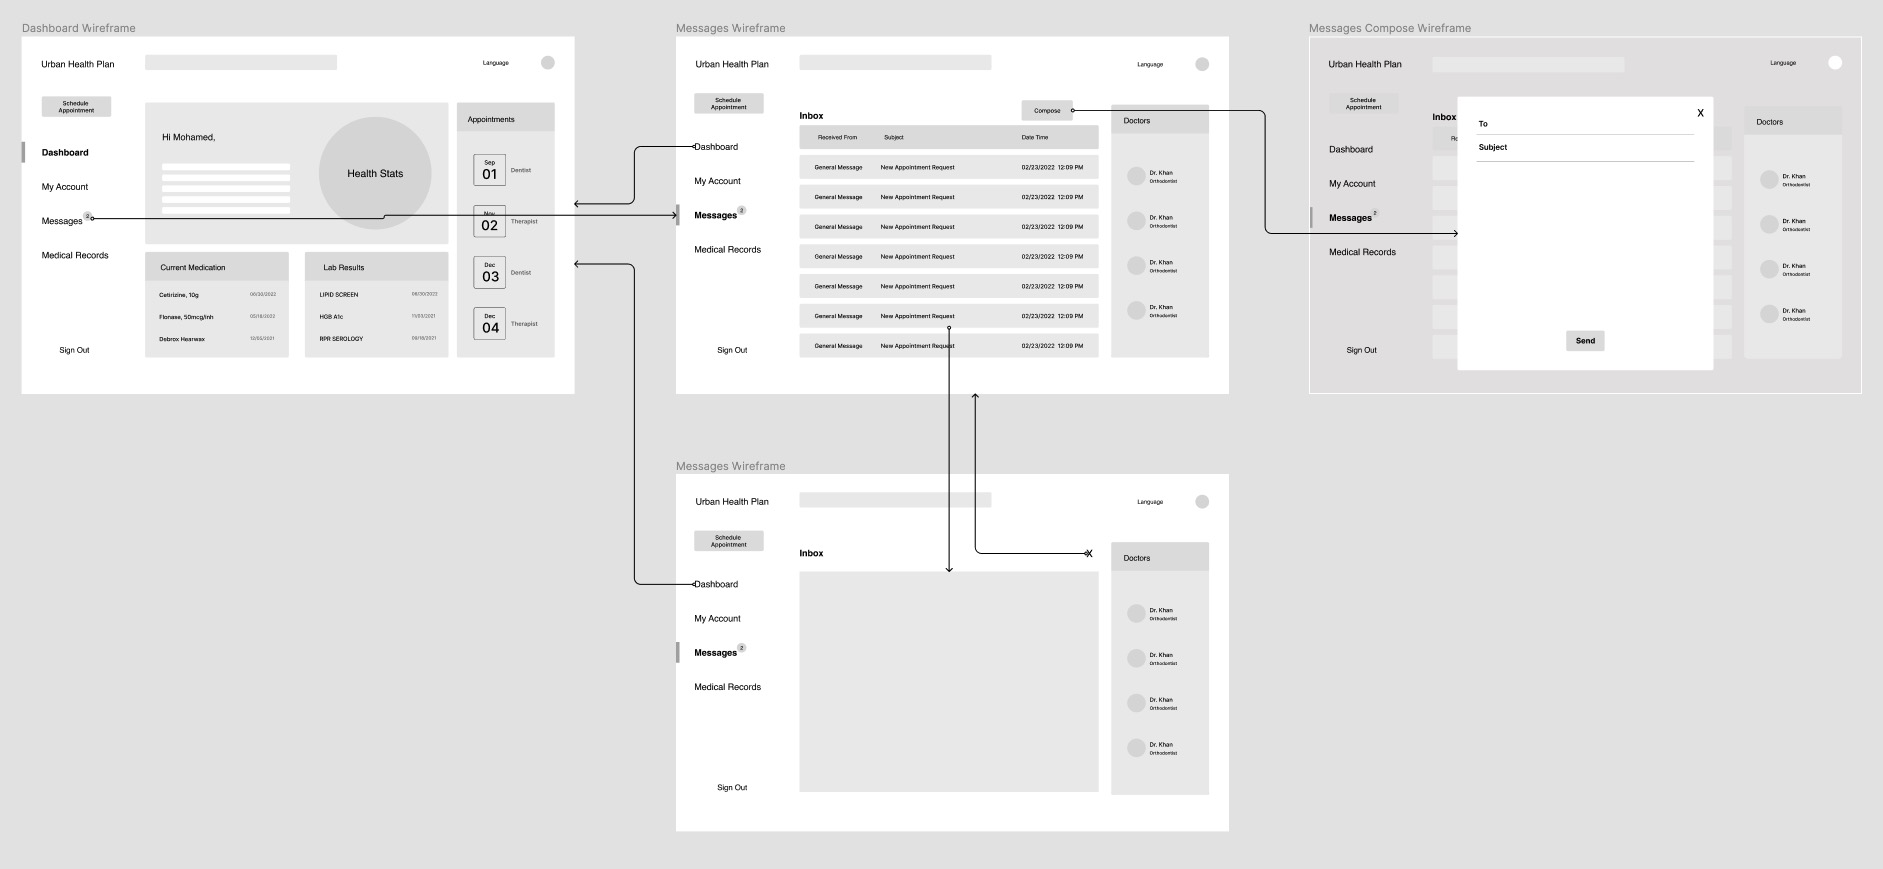 Dashboard Wireframe
Urban Health Plan
Language
Schedule
Appointment
Dashboard
My Account
Messages 2
Medical Records
Sign Out
Hi Mohamed,
Health Stats
Current Medication
Cetirizine, 10g 06/20/2022
Flonase, 50mcg/inh 05/18/2022
Debrox Hearwax 12/05/2021
Lab Results
LIPID SCREEN 06/20/2022
HGB A1c 11/03/2021
RPR SEROLOGY 09/16/2021
Appointments
Sep
01 Dentist
Nov
02 Therapist
Dec
03 Dentist
Dec
04 Therapist
Messages Wireframe
Urban Health Plan
Language
Schedule
Appointment
Dashboard
My Account
Messages 2
Medical Records
Sign Out
Inbox
Compose
Received From Subject Date Time
General Message New Appointment Request 02/23/2022 12:09 PM
General Message New Appointment Request 02/23/2022 12:09 PM
General Message New Appointment Request 02/23/2022 12:09 PM
General Message New Appointment Request 02/23/2022 12:09 PM
General Message New Appointment Request 02/23/2022 12:09 PM
General Message New Appointment Request 02/23/2022 12:09 PM
General Message New Appointment Request 02/23/2022 12:09 PM
Doctors
Dr. Khan
Orthodontist
Dr. Khan
Orthodontist
Dr. Khan
Orthodontist
Dr. Khan
Orthodontist
Messages Compose Wireframe
Urban Health Plan
Language
Schedule
Appointment
Dashboard
My Account
Messages 2
Medical Records
Sign Out
Inbox
X
To
Subject
Send
Doctors
Dr. Khan
Orthodontist
Dr. Khan
Orthodontist
Dr. Khan
Orthodontist
Dr. Khan
Orthodontist
Messages Wireframe
Urban Health Plan
Language
Schedule
Appointment
Dashboard
My Account
Messages 2
Medical Records
Sign Out
Inbox
X
Doctors
Dr. Khan
Orthodontist
Dr. Khan
Orthodontist
Dr. Khan
Orthodontist
Dr. Khan
Orthodontist